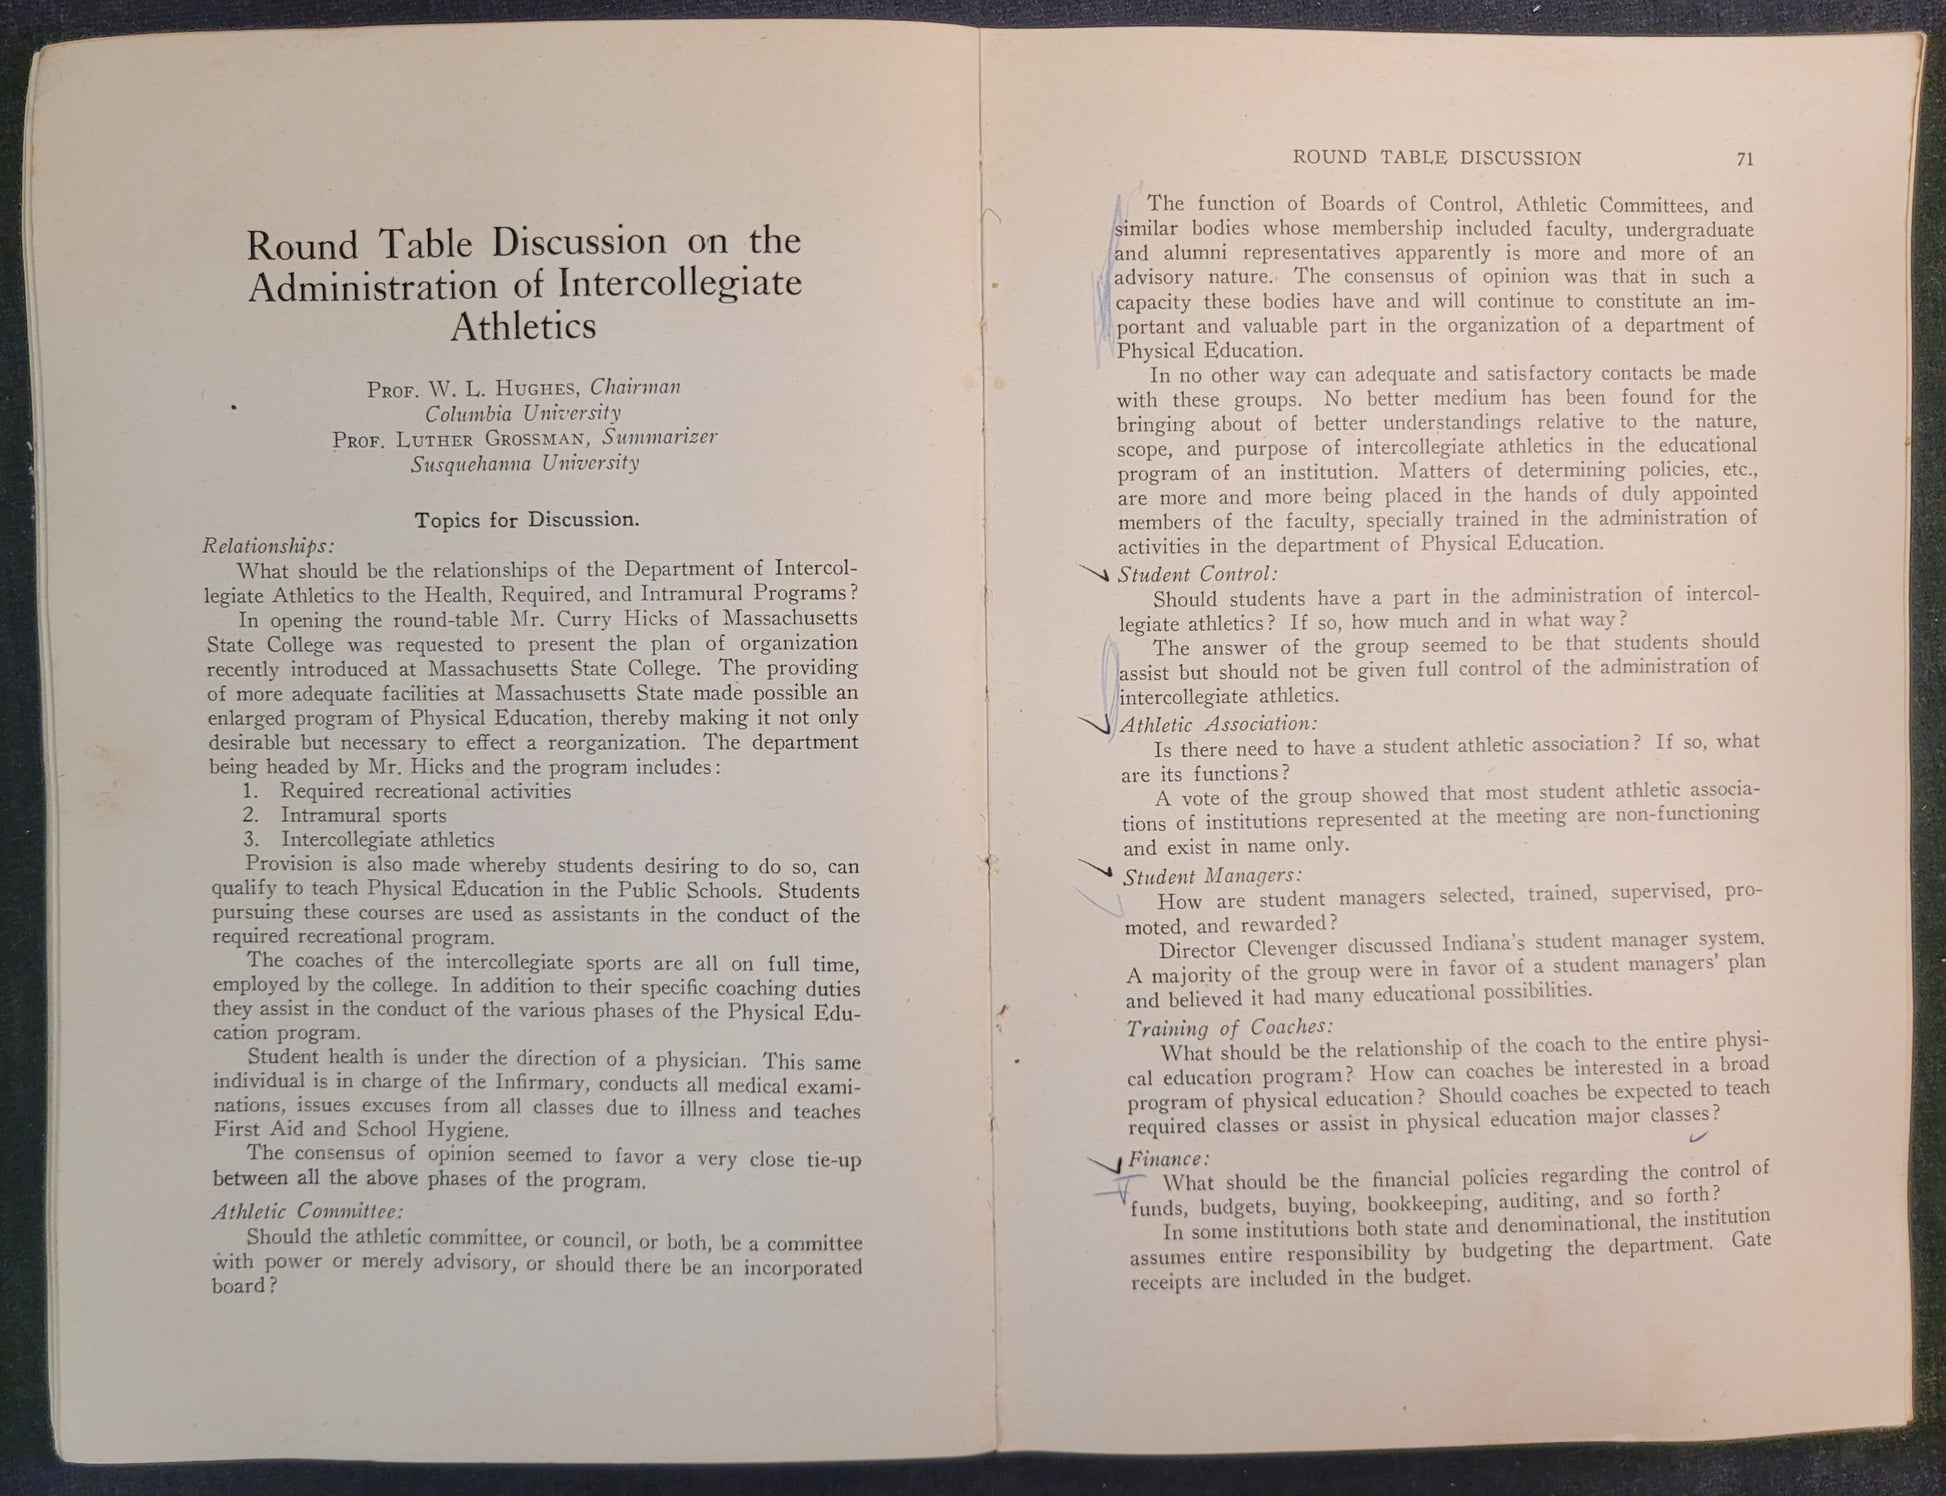 Round Table Discussion on the
Administration of Intercollegiate
Athletics
PROF. W. L. HUGHES, Chairman
Columbia University
PROF. LUTHER GROSSMAN, Summarizer
Susquehanna University
Topics for Discussion.
Relationships:
What should be the relationships of the Department of Intercol-
legiate Athletics to the Health, Required, and Intramural Programs?
In opening the round-table Mr. Curry Hicks of Massachusetts
State College was requested to present the plan of organization
recently introduced at Massachusetts State College. The providing
of more adequate facilities at Massachusetts State made possible an
enlarged program of Physical Education, thereby making it not only
desirable but necessary to effect a reorganization. The department
being headed by Mr. Hicks and the program includes:
1. Required recreational activities
2. Intramural sports
3. Intercollegiate athletics
Provision is also made whereby students desiring to do so, can
qualify to teach Physical Education in the Public Schools. Students
pursuing these courses are used as assistants in the conduct of the
required recreational program.
The coaches of the intercollegiate sports are all on full time,
employed by the college. In addition to their specific coaching duties
they assist in the conduct of the various phases of the Physical Edu-
cation program.
Student health is under the direction of a physician. This same
individual is in charge of the Infirmary, conducts all medical exami-
nations, issues excuses from all classes due to illness and teaches
First Aid and School Hygiene.
The consensus of opinion seemed to favor a very close tie-up
between all the above phases of the program.
Athletic Committee:
Should the athletic committee, or council, or both, be a committee
with power or merely advisory, or should there be an incorporated
board?
ROUND TABLE DISCUSSION 71
The function of Boards of Control, Athletic Committees, and
similar bodies whose membership included faculty, undergraduate
and alumni representatives apparently is more and more of an
advisory nature. The consensus of opinion was that in such a
capacity these bodies have and will continue to constitute an im-
portant and valuable part in the organization of a department of
Physical Education.
In no other way can adequate and satisfactory contacts be made
with these groups. No better medium has been found for the
bringing about of better understandings relative to the nature,
scope, and purpose of intercollegiate athletics in the educational
program of an institution. Matters of determining policies, etc.,
are more and more being placed in the hands of duly appointed
members of the faculty, specially trained in the administration of
activities in the department of Physical Education.
Student Control:
Should students have a part in the administration of intercol-
legiate athletics? If so, how much and in what way?
The answer of the group seemed to be that students should
assist but should not be given full control of the administration of
intercollegiate athletics.
Athletic Association:
Is there need to have a student athletic association? If so, what
are its functions?
A vote of the group showed that most student athletic associa-
tions of institutions represented at the meeting are non-functioning
and exist in name only.
Student Managers:
How are student managers selected, trained, supervised, pro-
moted, and rewarded?
Director Clevenger discussed Indiana's student manager system.
A majority of the group were in favor of a student managers' plan
and believed it had many educational possibilities.
Training of Coaches:
What should be the relationship of the coach to the entire physi-
cal education program? How can coaches be interested in a broad
program of physical education? Should coaches be expected to teach
required classes or assist in physical education major classes?
Finance:
What should be the financial policies regarding the control of
funds, budgets, buying, bookkeeping, auditing, and so forth?
In some institutions both state and denominational, the institution
assumes entire responsibility by budgeting the department. Gate
receipts are included in the budget.